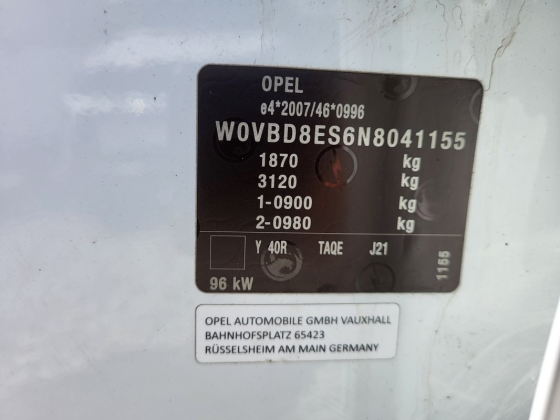 OPEL
e4*2007/46*0996
W0VBD8ES6N8041155
1870 kg
3120 kg
1-0900 kg
2-0980 kg
Y 40R TAQE J21
96 kW
1155
OPEL AUTOMOBILE GMBH VAUXHALL
BAHNHOFSPLATZ 65423
RÜSSELSHEIM AM MAIN GERMANY